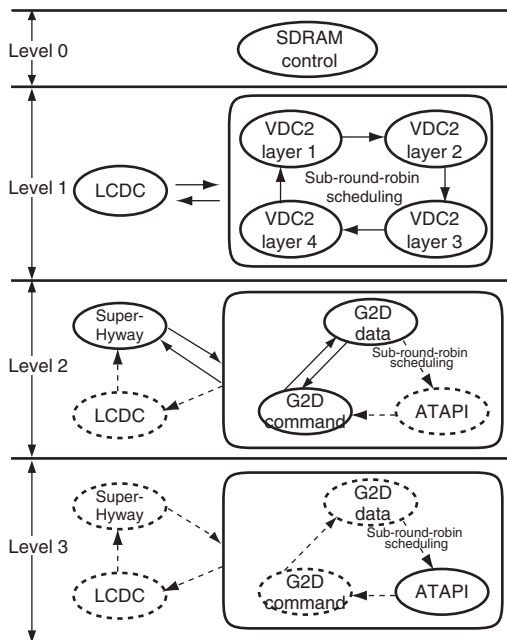 Level 0
SDRAM
control
Level 1
LCDC
VDC2
layer 1
VDC2
layer 2
Sub-round-robin
scheduling
VDC2
layer 4
VDC2
layer 3
Level 2
Super-
Hyway
LCDC
G2D
data
Sub-round-robin
scheduling
G2D
command
ATAPI
Level 3
Super-
Hyway
LCDC
G2D
data
Sub-round-robin
scheduling
G2D
command
ATAPI